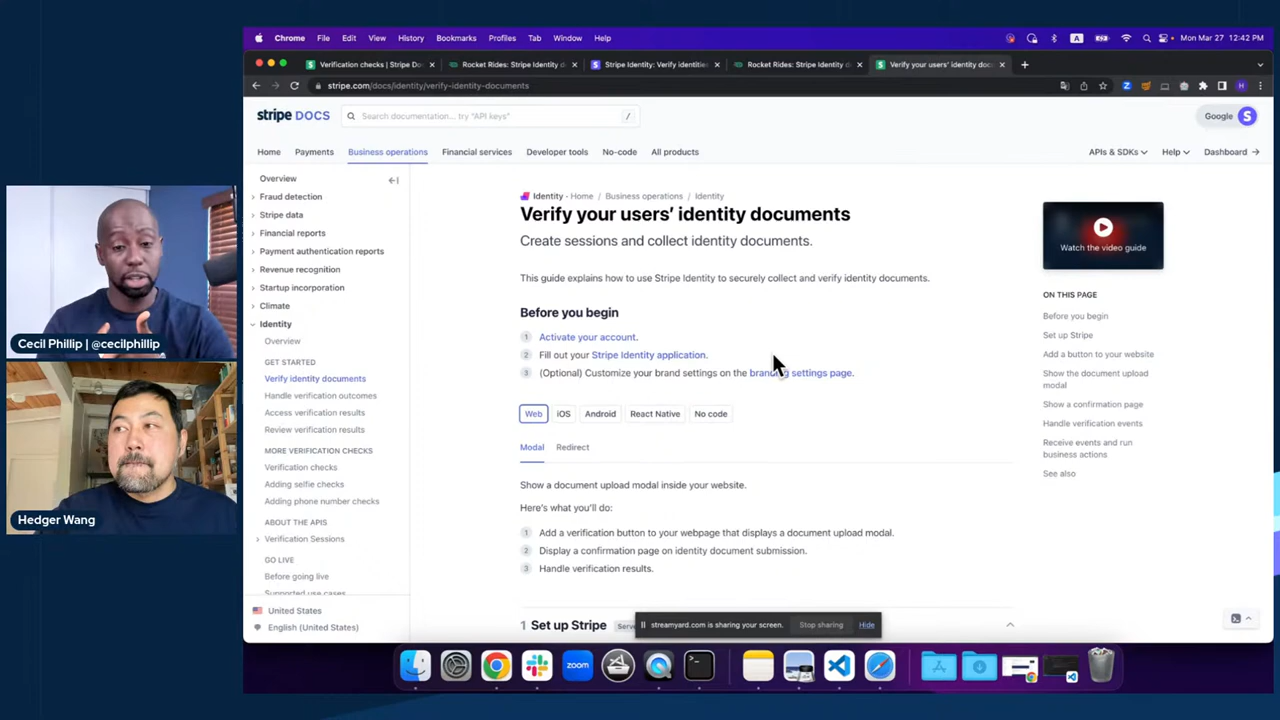 Chrome File Edit View History Bookmarks Profiles Tab Window Help
A
Mon Mar 27 12:42 PM
Verification checks | Stripe Do
Rocket Rides: Stripe Identity d
Stripe Identity: Verify identities
Rocket Rides: Stripe Identity d
Verify your users' identity doc
stripe.com/docs/identity/verify-identity-documents
H
stripe DOCS
Search documentation... try "API keys"
/
Google
S
Home Payments Business operations Financial services Developer tools No-code All products
APIs & SDKs Help Dashboard →
Overview
Fraud detection
Stripe data
Financial reports
Payment authentication reports
Revenue recognition
Startup incorporation
Climate
Identity
Overview
GET STARTED
Verify identity documents
Handle verification outcomes
Access verification results
Review verification results
MORE VERIFICATION CHECKS
Verification checks
Adding selfie checks
Adding phone number checks
ABOUT THE APIS
Verification Sessions
GO LIVE
Before going live
Supported use cases
United States
English (United States)
Identity · Home / Business operations / Identity
Verify your users’ identity documents
Create sessions and collect identity documents.
This guide explains how to use Stripe Identity to securely collect and verify identity documents.
Before you begin
1 Activate your account.
2 Fill out your Stripe Identity application.
3 (Optional) Customize your brand settings on the branding settings page.
Web iOS Android React Native No code
Modal Redirect
Show a document upload modal inside your website.
Here’s what you’ll do:
1 Add a verification button to your webpage that displays a document upload modal.
2 Display a confirmation page on identity document submission.
3 Handle verification results.
1 Set up Stripe
Watch the video guide
ON THIS PAGE
Before you begin
Set up Stripe
Add a button to your website
Show the document upload
modal
Show a confirmation page
Handle verification events
Receive events and run
business actions
See also
streamyard.com is sharing your screen. Stop sharing Hide
zoom
Cecil Phillip | @cecilphillip
Hedger Wang